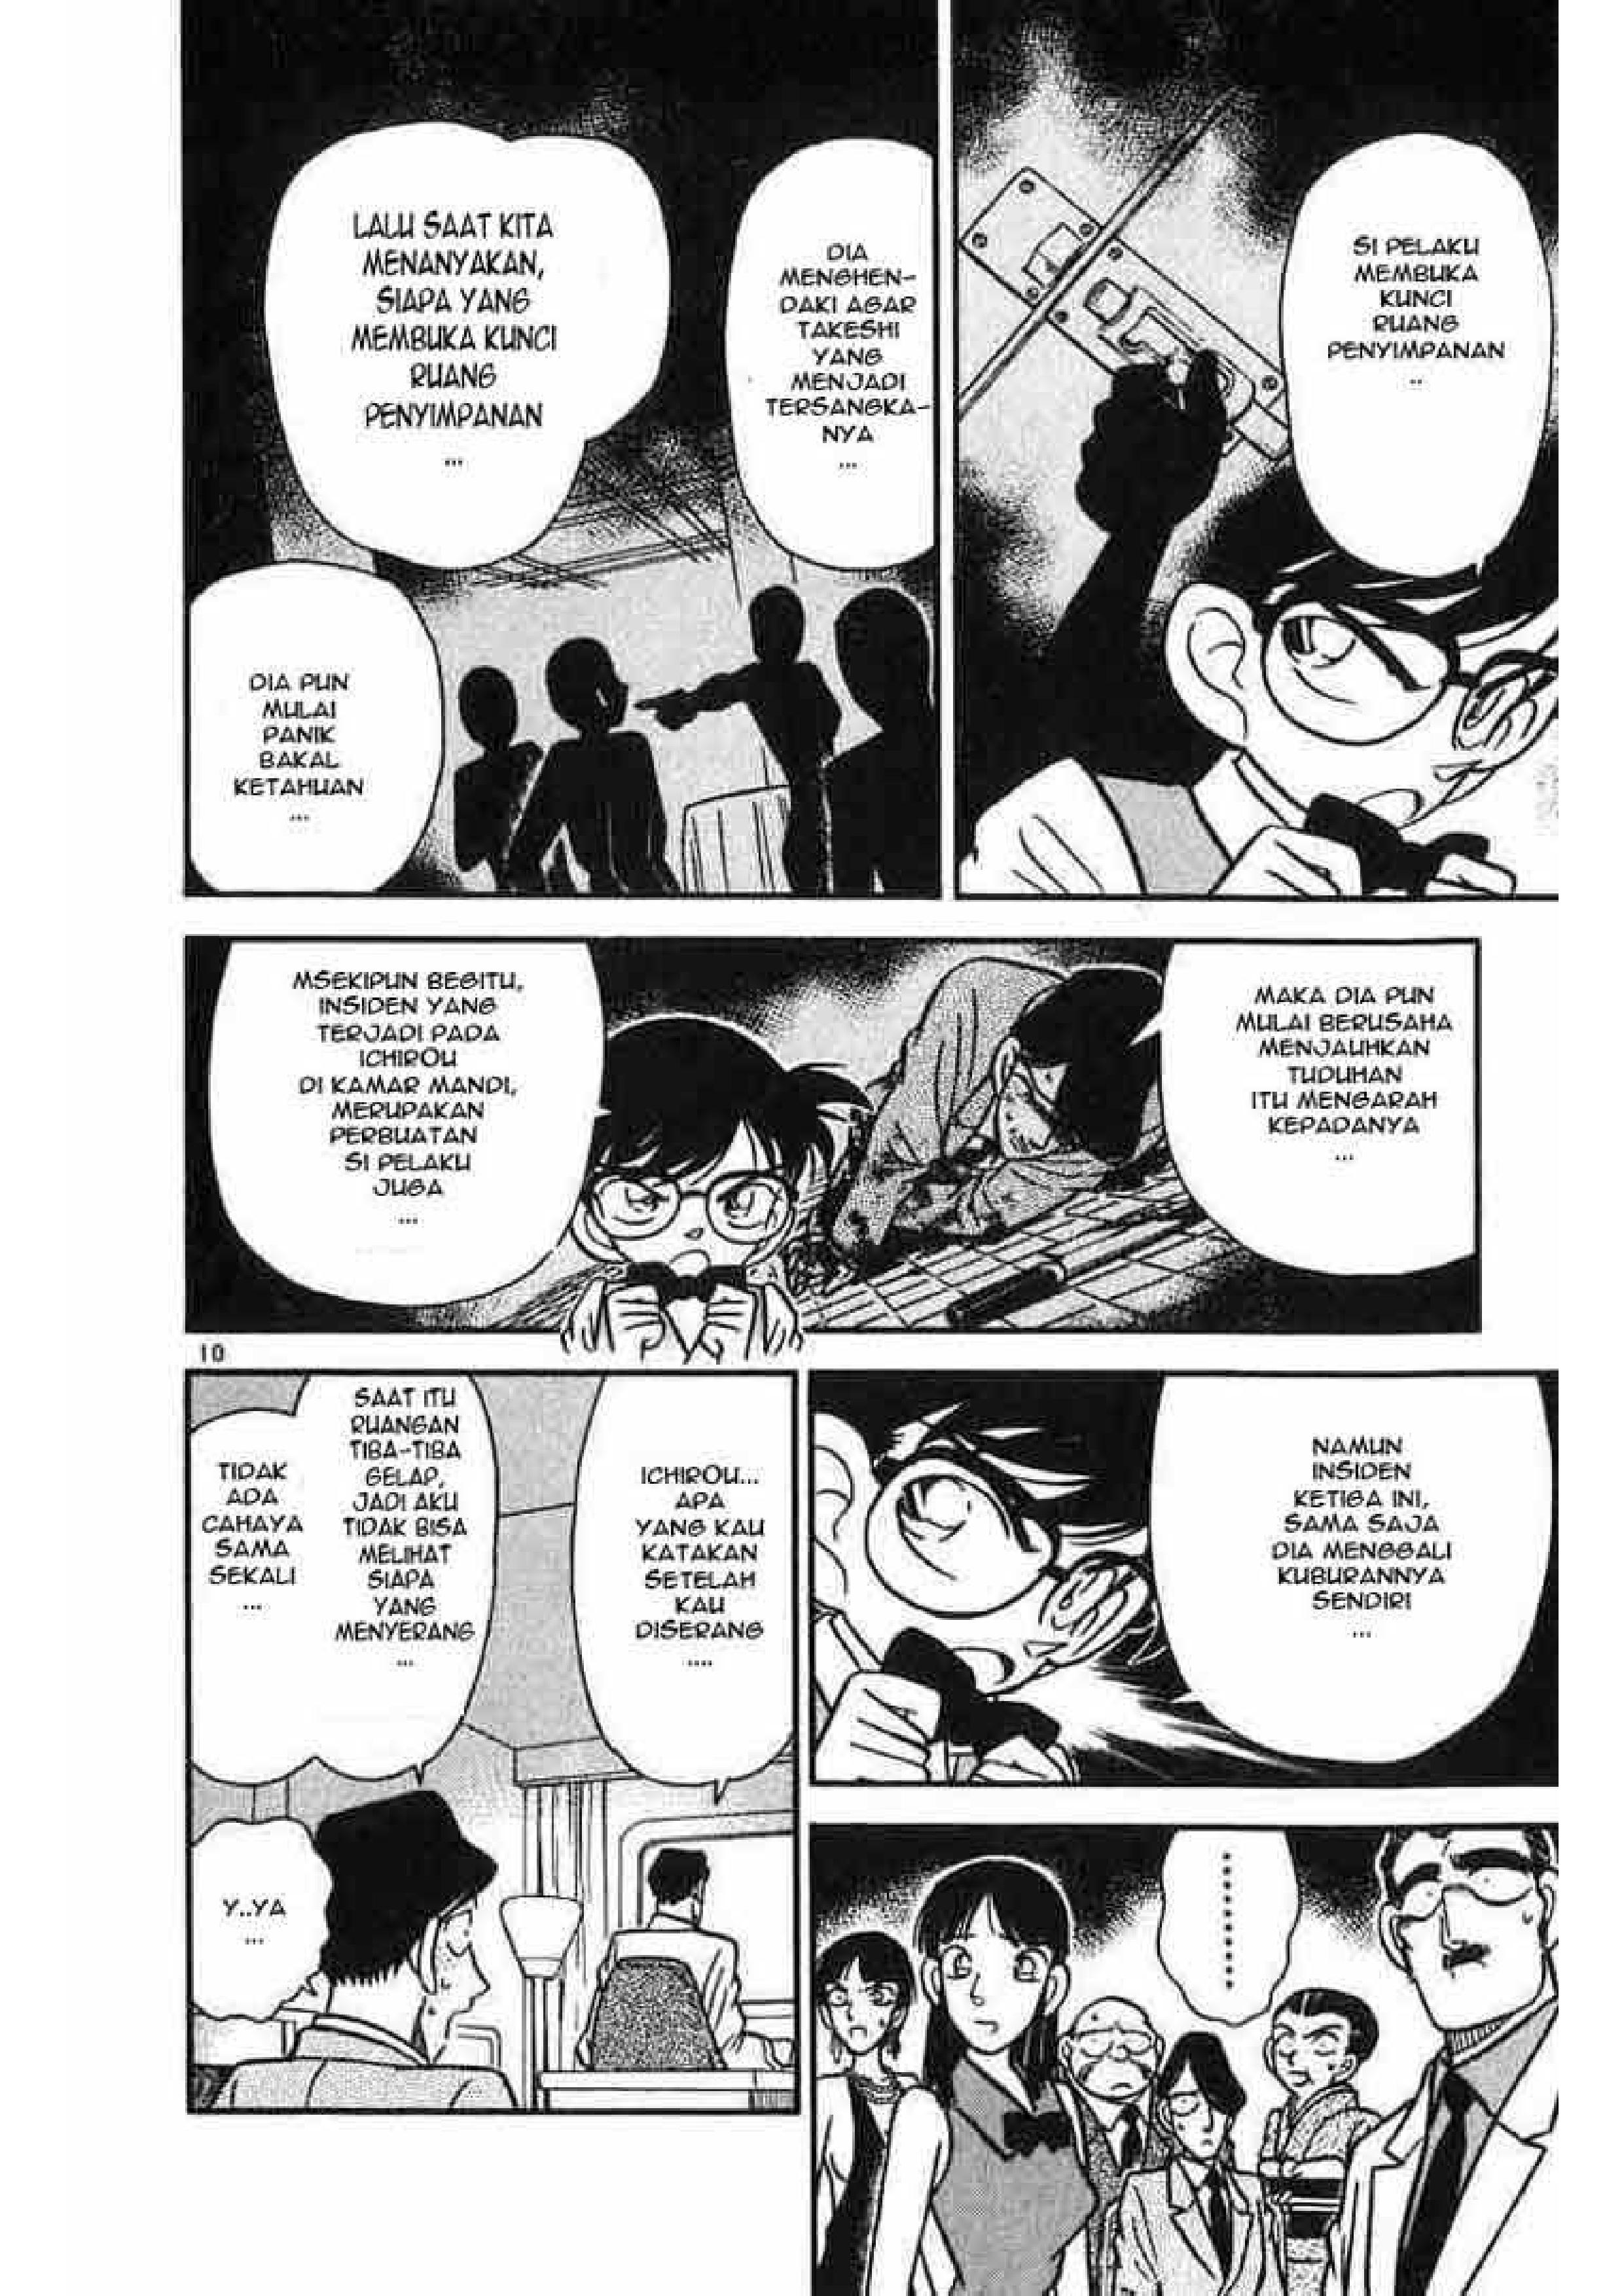 SI PELAKU
MEMBUKA
KUNCI
RUANG
PENYIMPANAN
..
DIA
MENGHEN-
DAKI AGAR
TAKESHI
YANG
MENJADI
TERSANGKA-
NYA
...
LALU SAAT KITA
MENANYAKAN,
SIAPA YANG
MEMBUKA KUNCI
RUANG
PENYIMPANAN
...
DIA PUN
MULAI
PANIK
BAKAL
KETAHUAN
...
MAKA DIA PUN
MULAI BERUSAHA
MENJAUHKAN
TUDUHAN
ITU MENGARAH
KEPADANYA
...
MSEKIPUN BEGITU,
INSIDEN YANG
TERJADI PADA
ICHIROU
DI KAMAR MANDI,
MERUPAKAN
PERBUATAN
SI PELAKU
JUGA
...
10
NAMUN
INSIDEN
KETIGA INI,
SAMA SAJA
DIA MENGGALI
KUBURANNYA
SENDIRI
...
.........
ICHIROU...
APA
YANG KAU
KATAKAN
SETELAH
KAU
DISERANG
....
SAAT ITU
RUANGAN
TIBA-TIBA
GELAP,
JADI AKU
TIDAK BISA
MELIHAT
SIAPA
YANG
MENYERANG
...
TIDAK
ADA
CAHAYA
SAMA
SEKALI
...
Y..YA
...